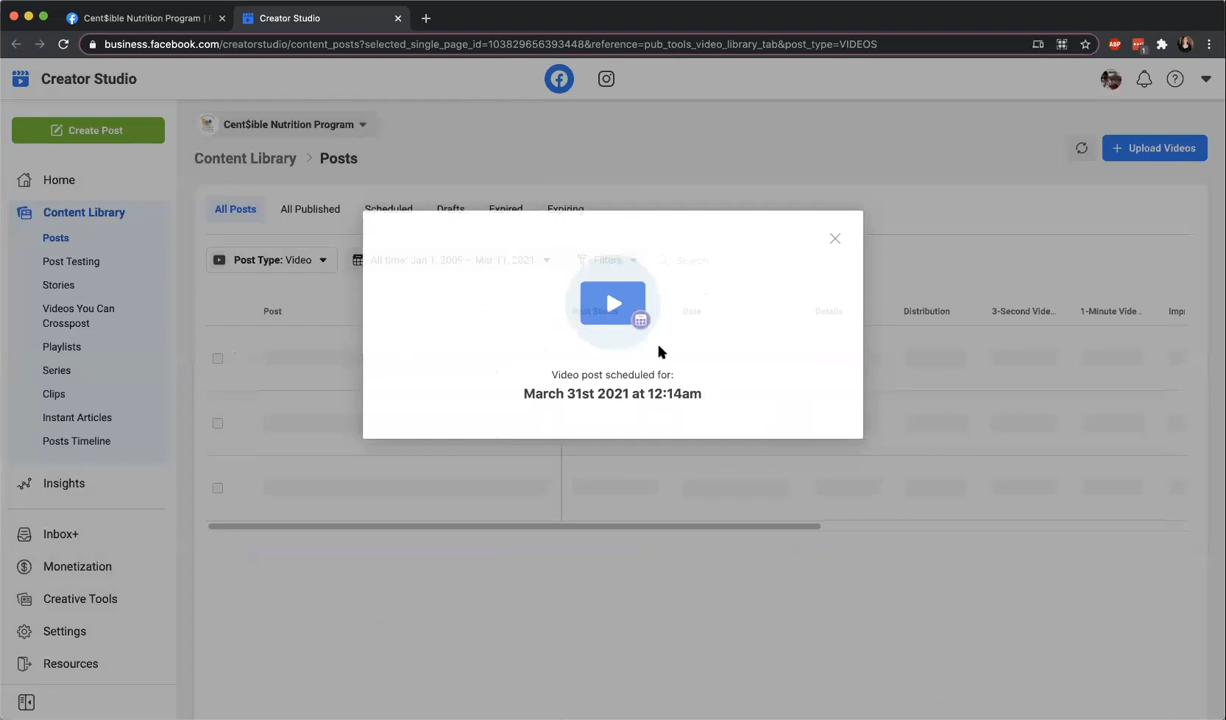 Cent$ible Nutrition Program |
Creator Studio
business.facebook.com/creatorstudio/content_posts?selected_single_page_id=103829656393448&reference=pub_tools_video_library_tab&post_type=VIDEOS
ABP
1
Creator Studio
Create Post
Cent$ible Nutrition Program
Content Library > Posts
+ Upload Videos
Home
Content Library
Posts
Post Testing
Stories
Videos You Can
Crosspost
Playlists
Series
Clips
Instant Articles
Posts Timeline
Insights
Inbox+
Monetization
Creative Tools
Settings
Resources
All Posts All Published Scheduled Drafts Expired Expiring
Post Type: Video All time: Jan 1, 2009 – Mar 11, 2021 Filters Search
Post Post Status Date Details Distribution 3-Second Vide... 1-Minute Vide... Impr
Video post scheduled for:
March 31st 2021 at 12:14am